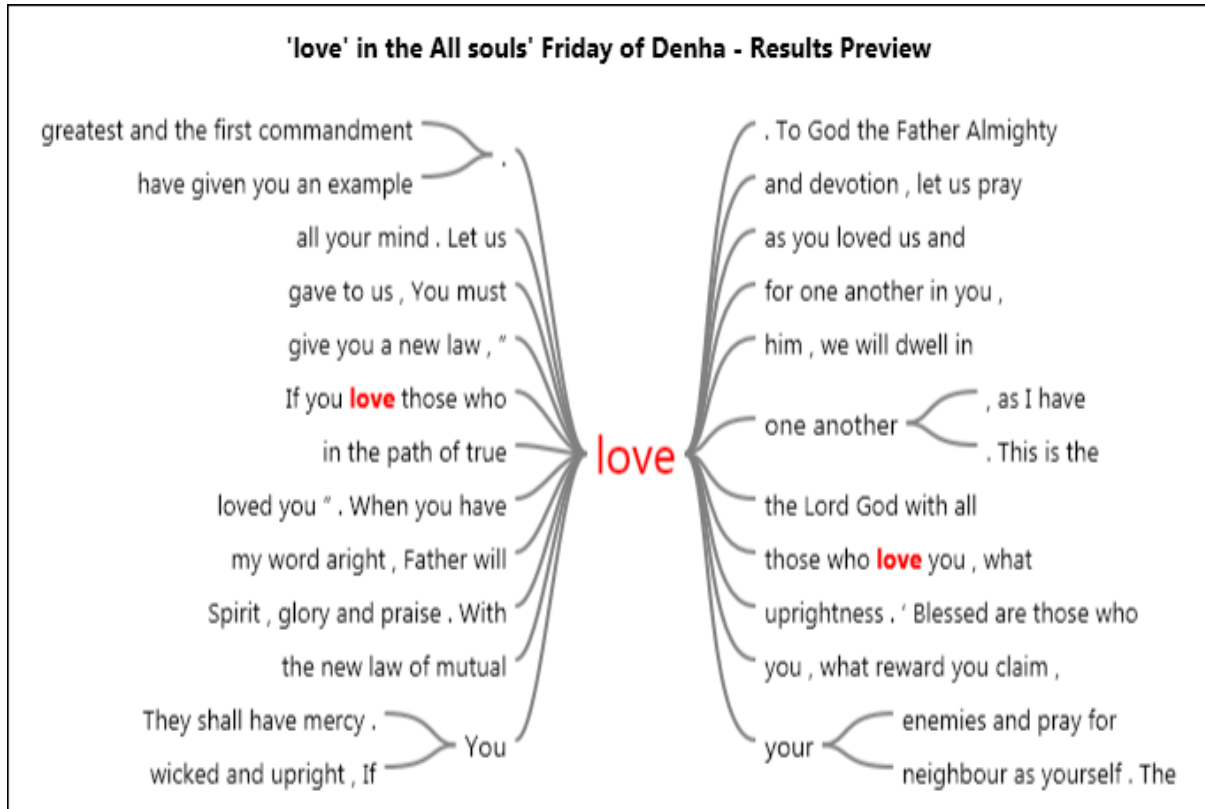 'love' in the All souls' Friday of Denha - Results Preview
greatest and the first commandment
have given you an example
.
all your mind . Let us
gave to us , You must
give you a new law , "
If you love those who
in the path of true
loved you " . When you have
my word aright , Father will
Spirit , glory and praise . With
the new law of mutual
They shall have mercy .
wicked and upright , If
You
love
. To God the Father Almighty
and devotion , let us pray
as you loved us and
for one another in you ,
him , we will dwell in
one another
, as I have
. This is the
the Lord God with all
those who love you , what
uprightness . ‘ Blessed are those who
you , what reward you claim ,
your
enemies and pray for
neighbour as yourself . The